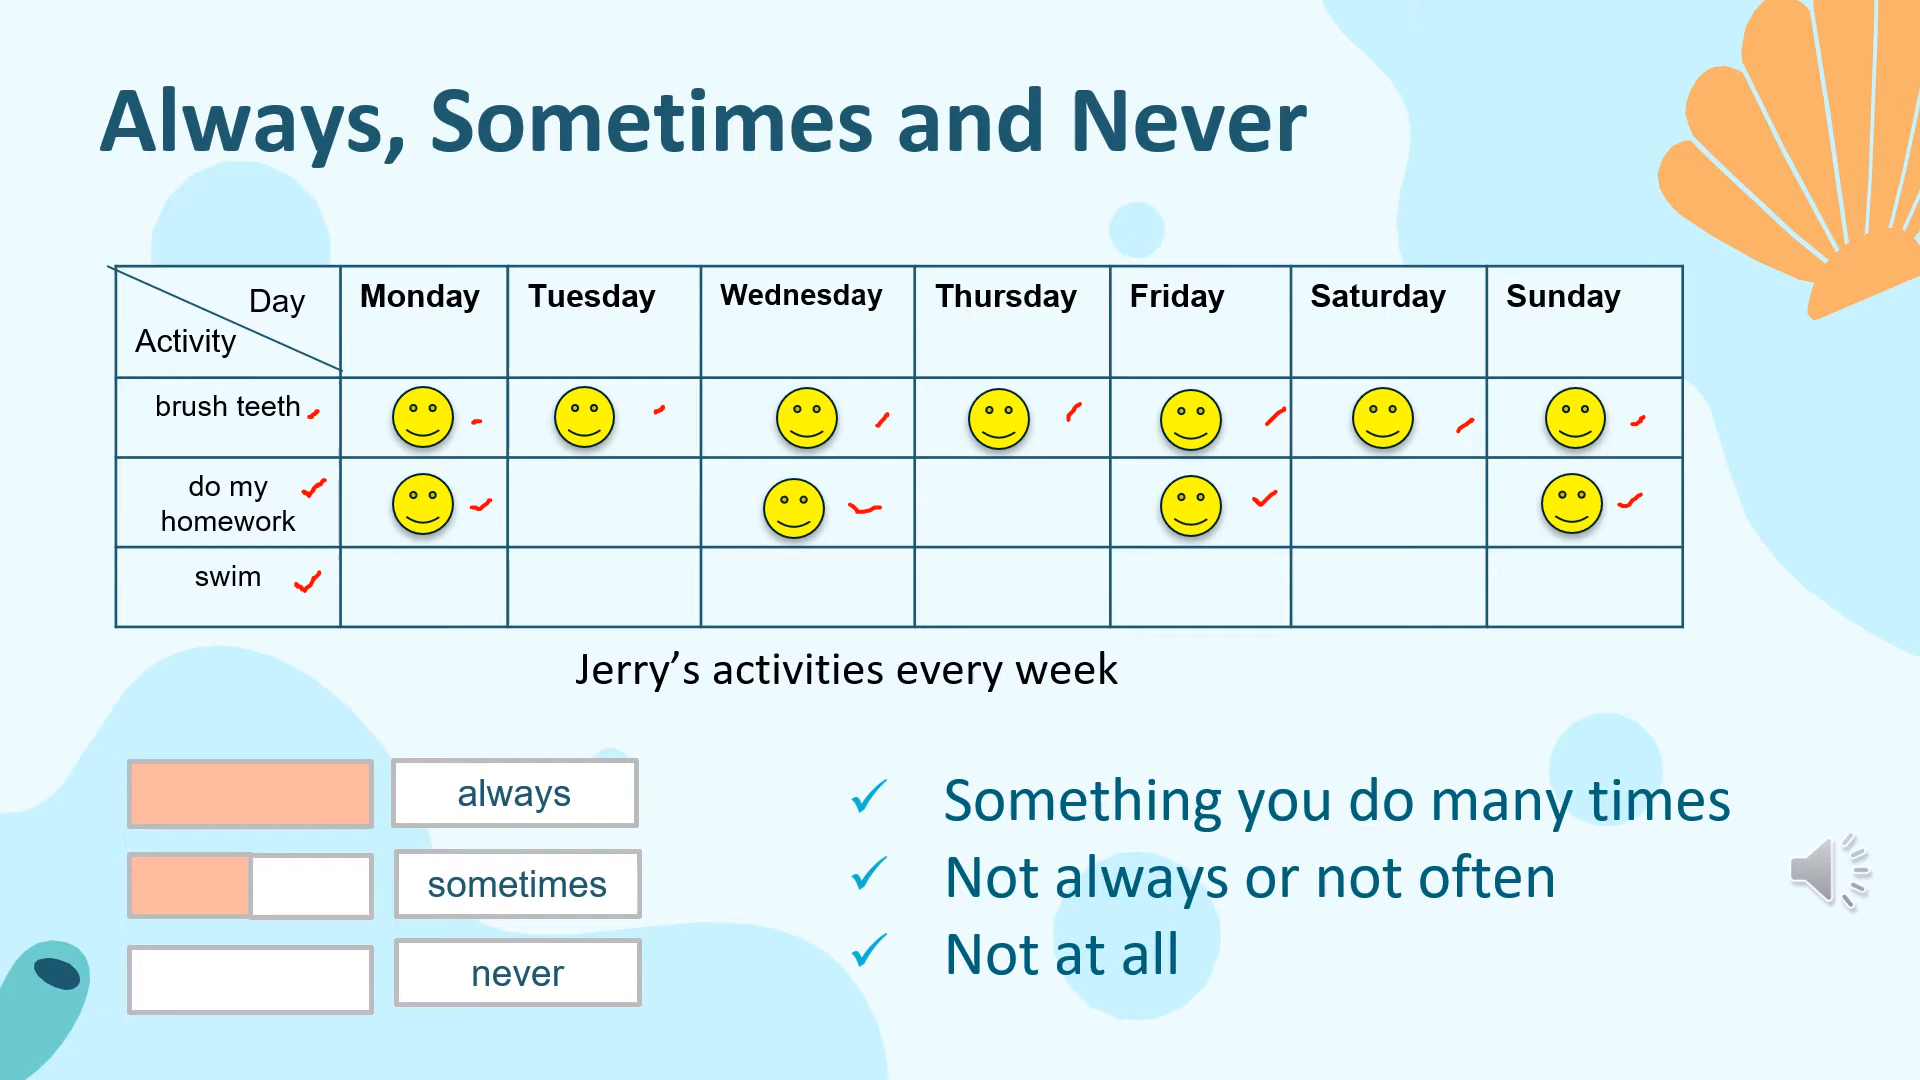 Always, Sometimes and Never
Day
Activity
Monday Tuesday Wednesday Thursday Friday Saturday Sunday
brush teeth
do my
homework
swim
Jerry’s activities every week
always
sometimes
never
✓ Something you do many times
✓ Not always or not often
✓ Not at all